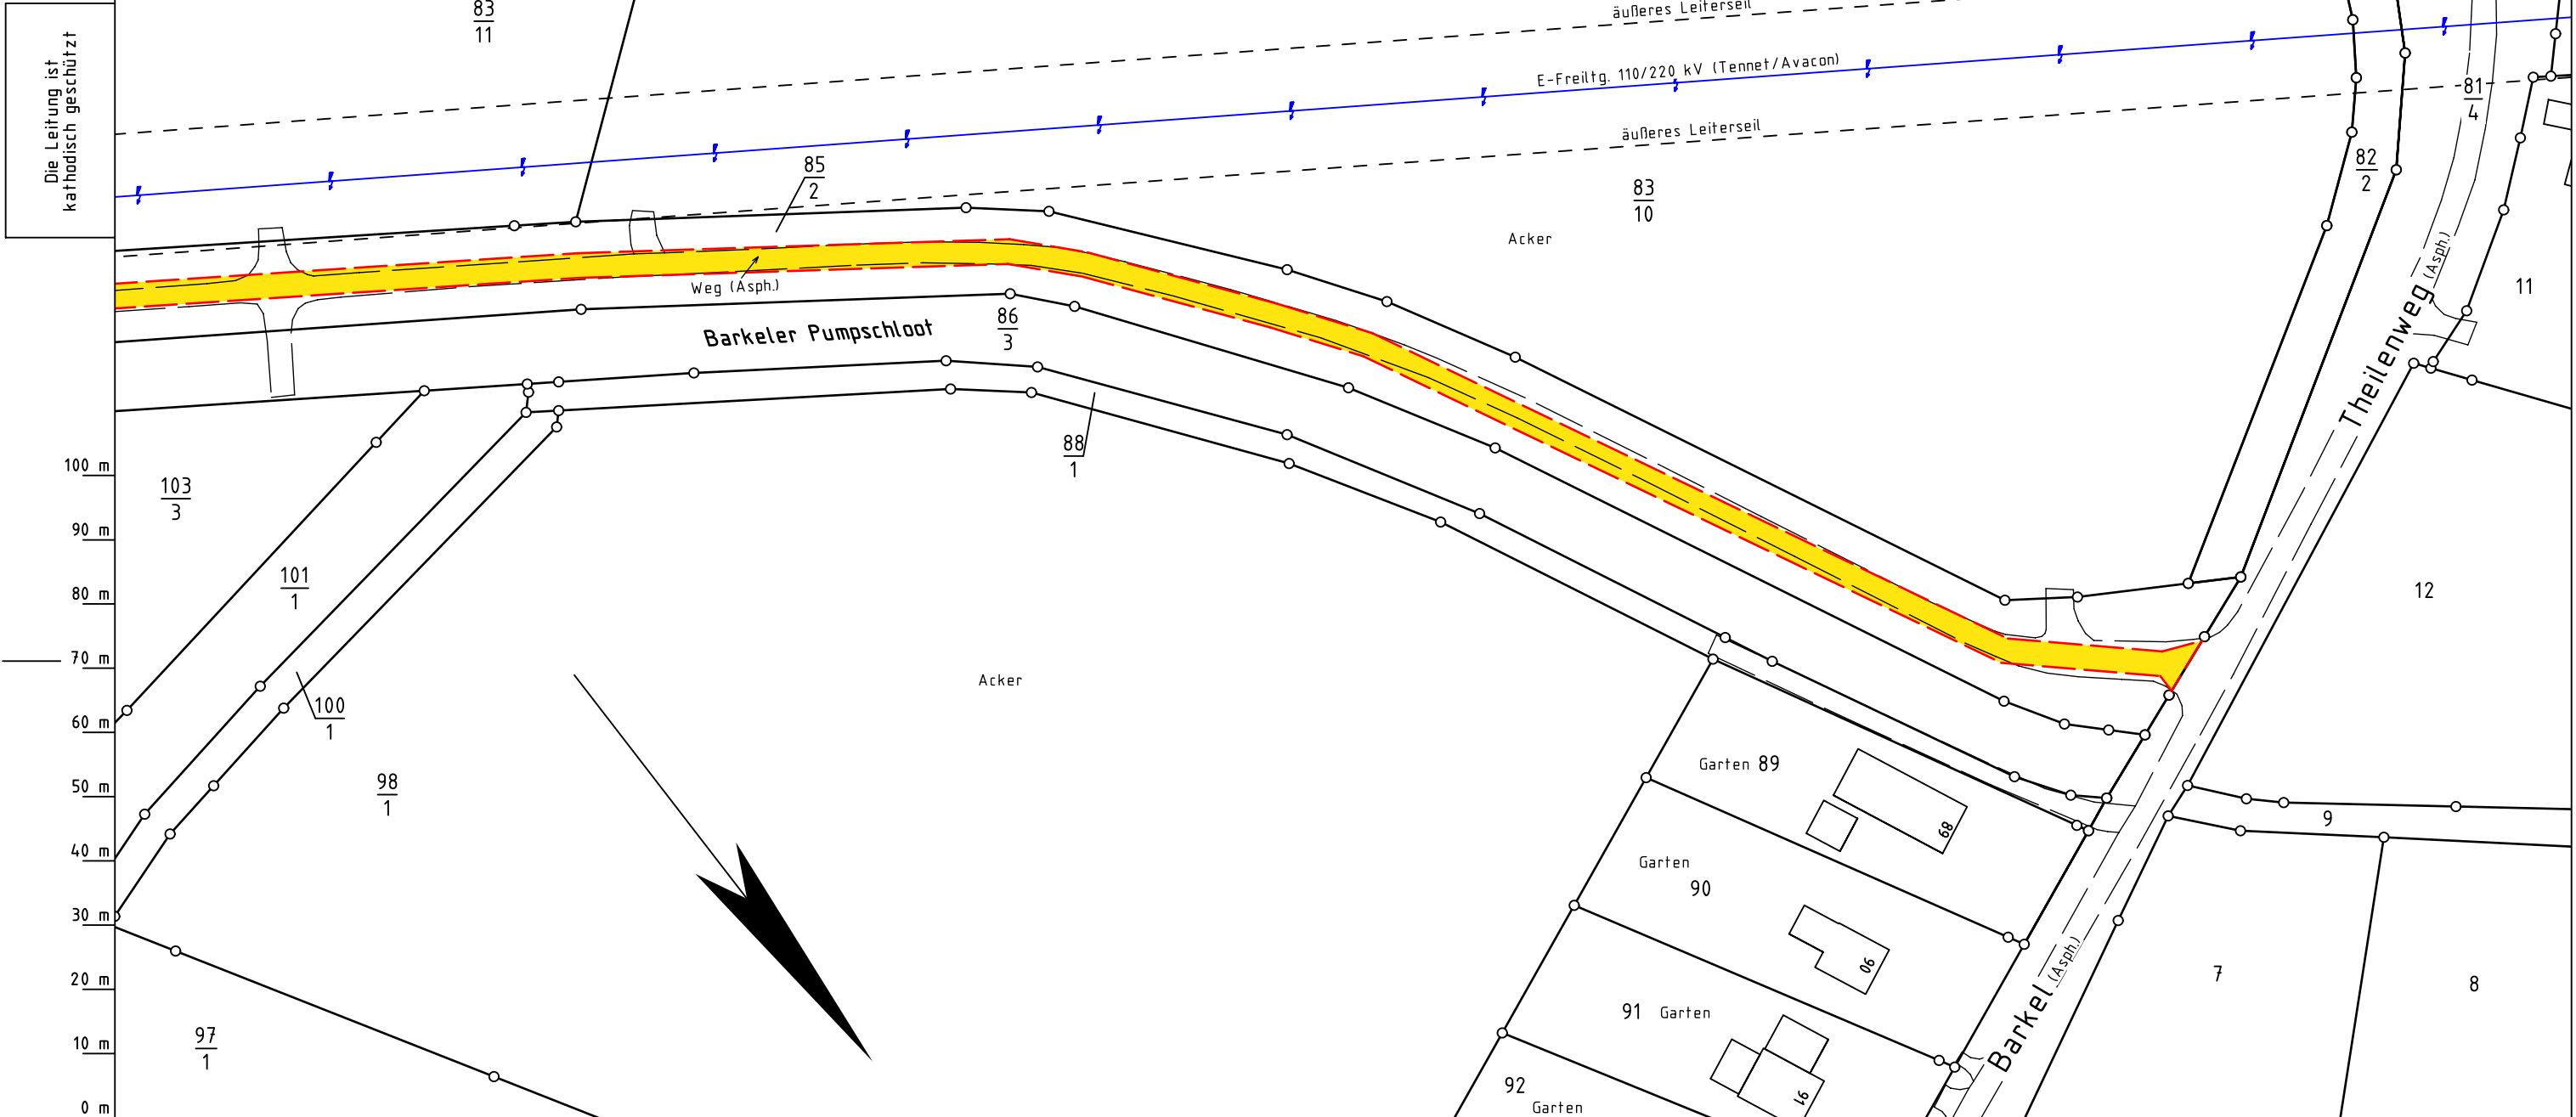 83
11
äußeres Leiterseil
Die Leitung ist
kathodisch geschützt
E-Freiltg. 110/220 kV (Tennet/Avacon)
81
4
äußeres Leiterseil
85
2
82
2
83
10
Acker
Weg (Asph.)
Theilenweg (Asph.)
11
Barkeler Pumpschloot
86
3
88
1
100 m
103
3
90 m
80 m
101
1
12
70 m
Acker
60 m
100
1
50 m
98
1
Garten 89
9
89
40 m
Garten
90
30 m
90
20 m
7
8
Barkel (Asph.)
91 Garten
10 m
97
1
92
91
0 m
Garten